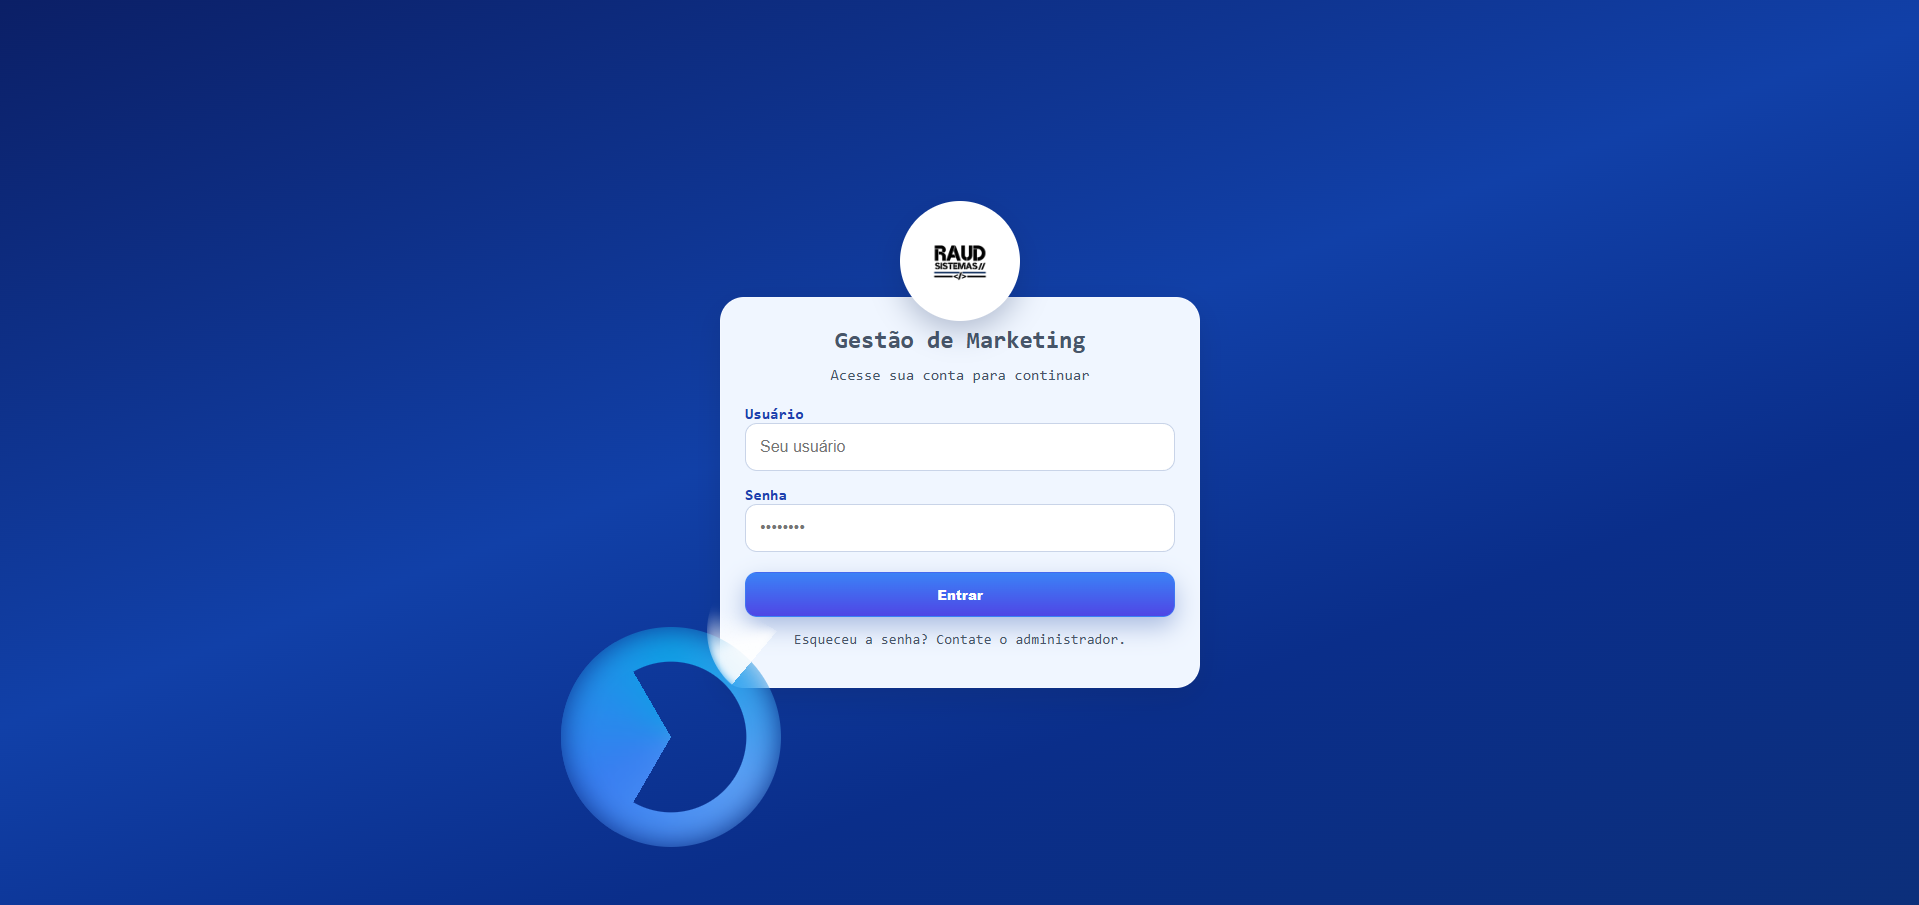 RAUD
SISTEMAS//
</>
Gestão de Marketing
Acesse sua conta para continuar
Usuário
Seu usuário
Senha
••••••••
Entrar
Esqueceu a senha? Contate o administrador.